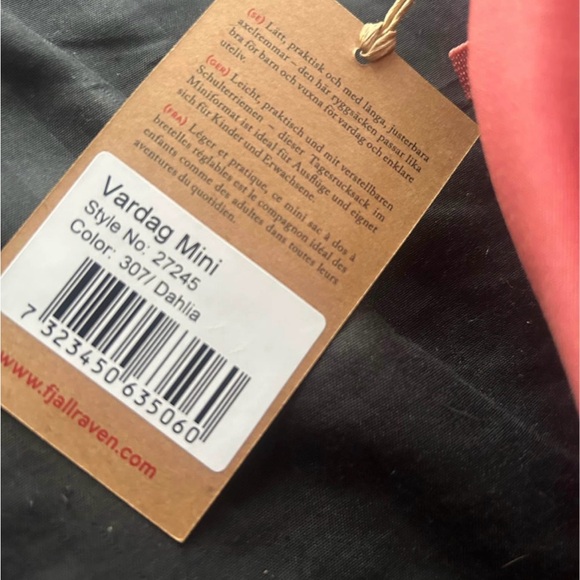 (SE) Lätt, praktisk och med långa, justerbara
axelremmar – den här ryggsäcken passar lika
bra för barn och vuxna för vardag och enklare
uteliv.
(GER) Leicht, praktisch und mit verstellbaren
Schulterriemen – dieser Tagesrucksack im
Miniformat ist ideal für Ausflüge und eignet
sich für Kinder und Erwachsene.
(FRA) Léger et pratique, ce mini sac à dos à
bretelles réglables est le compagnon idéal des
enfants comme des adultes dans toutes leurs
aventures du quotidien.
Vardag Mini
Style No: 27245
Color: 307/ Dahlia
7 323450 635060
www.fjallraven.com